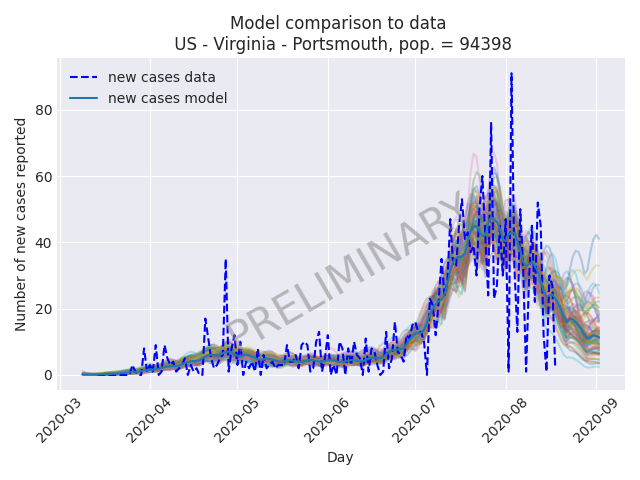 Model comparison to data
US - Virginia - Portsmouth, pop. = 94398
new cases data
new cases model
PRELIMINARY
Number of new cases reported
80
60
40
20
0
2020-03
2020-04
2020-05
2020-06
2020-07
2020-08
2020-09
Day